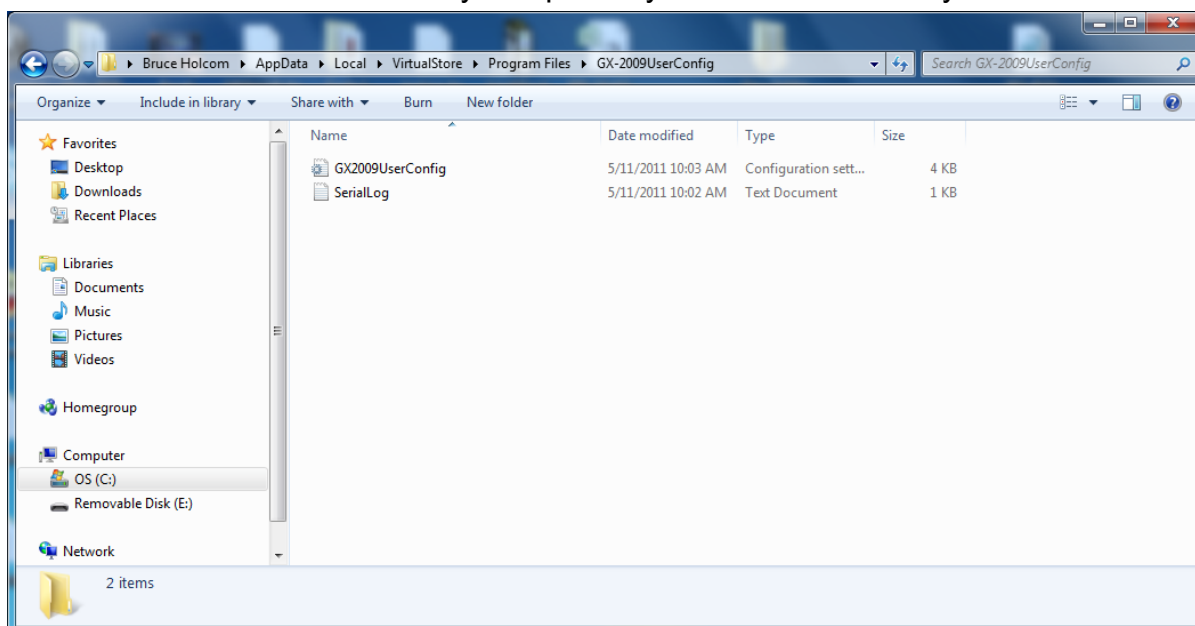 Bruce Holcom ▸ AppData ▸ Local ▸ VirtualStore ▸ Program Files ▸ GX-2009UserConfig
Search GX-2009UserConfig
Organize Include in library Share with Burn New folder
Name Date modified Type Size
GX2009UserConfig 5/11/2011 10:03 AM Configuration sett... 4 KB
SerialLog 5/11/2011 10:02 AM Text Document 1 KB
Favorites
Desktop
Downloads
Recent Places
Libraries
Documents
Music
Pictures
Videos
Homegroup
Computer
OS (C:)
Removable Disk (E:)
Network
2 items